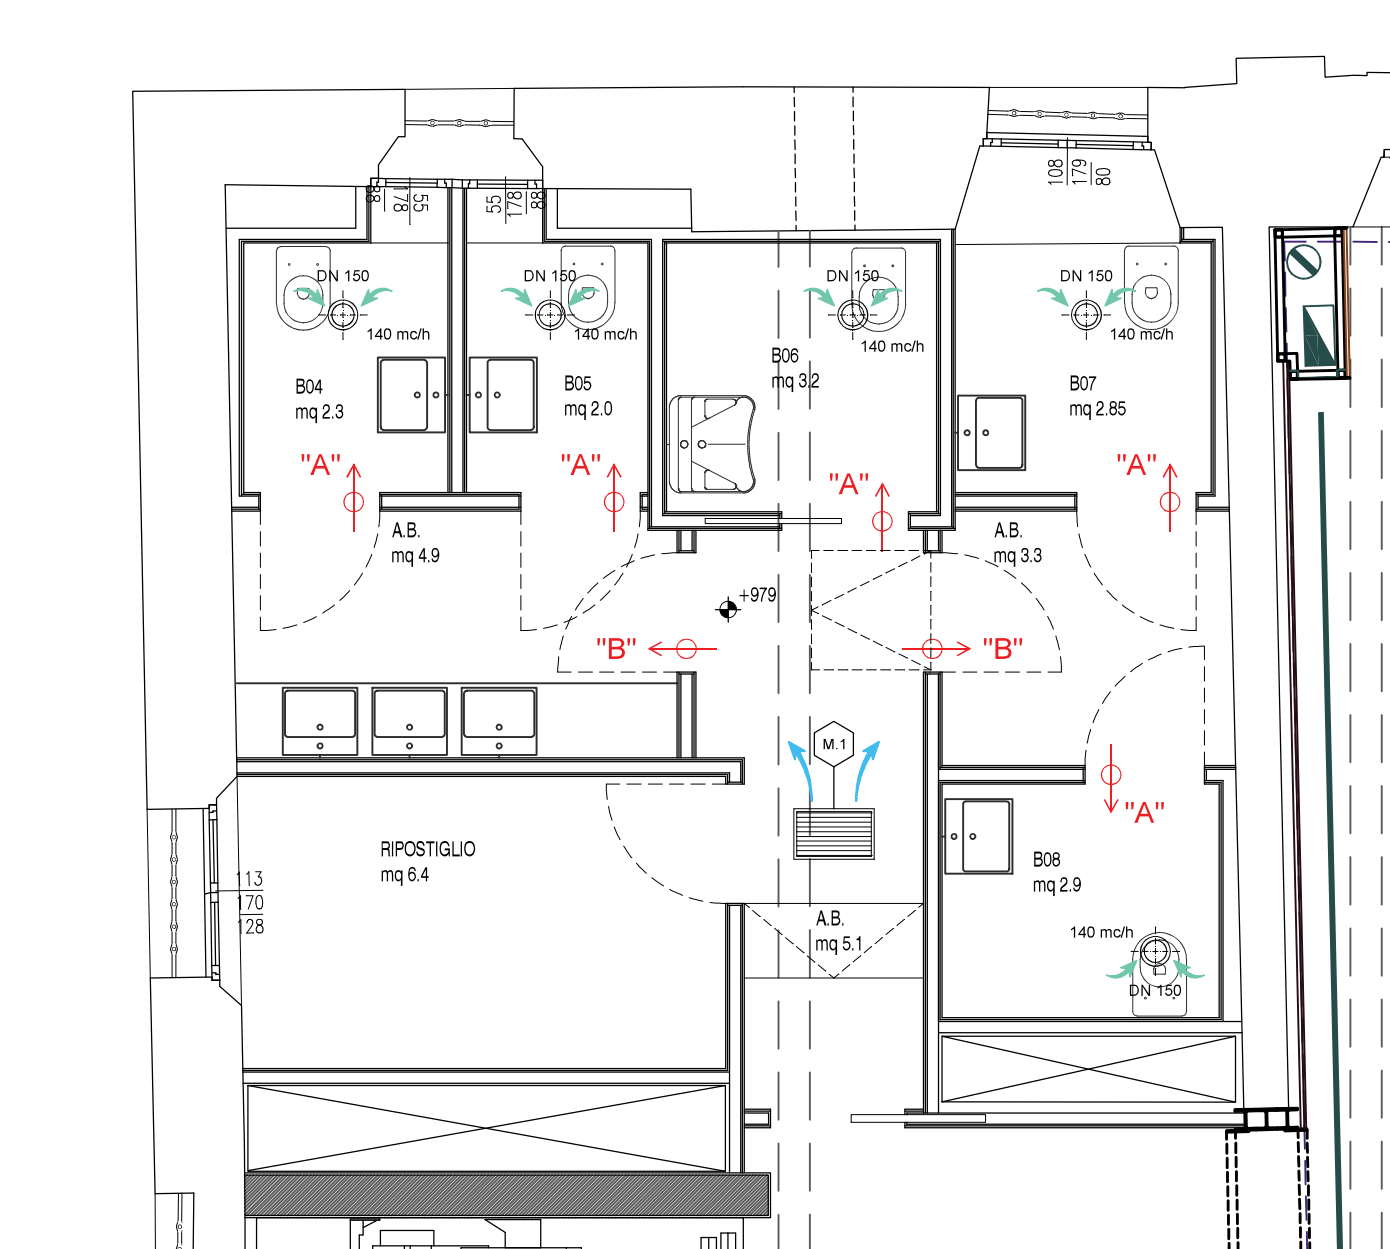 108
179
80
88
178
55
55
178
88
DN 150
DN 150
DN 150
DN 150
140 mc/h
140 mc/h
140 mc/h
140 mc/h
B04
mq 2.3
B05
mq 2.0
B06
mq 3.2
B07
mq 2.85
"A"
"A"
"A"
"A"
A.B.
mq 4.9
A.B.
mq 3.3
+979
"B"
"B"
M.1
"A"
RIPOSTIGLIO
mq 6.4
B08
mq 2.9
113
170
128
A.B.
mq 5.1
140 mc/h
DN 150